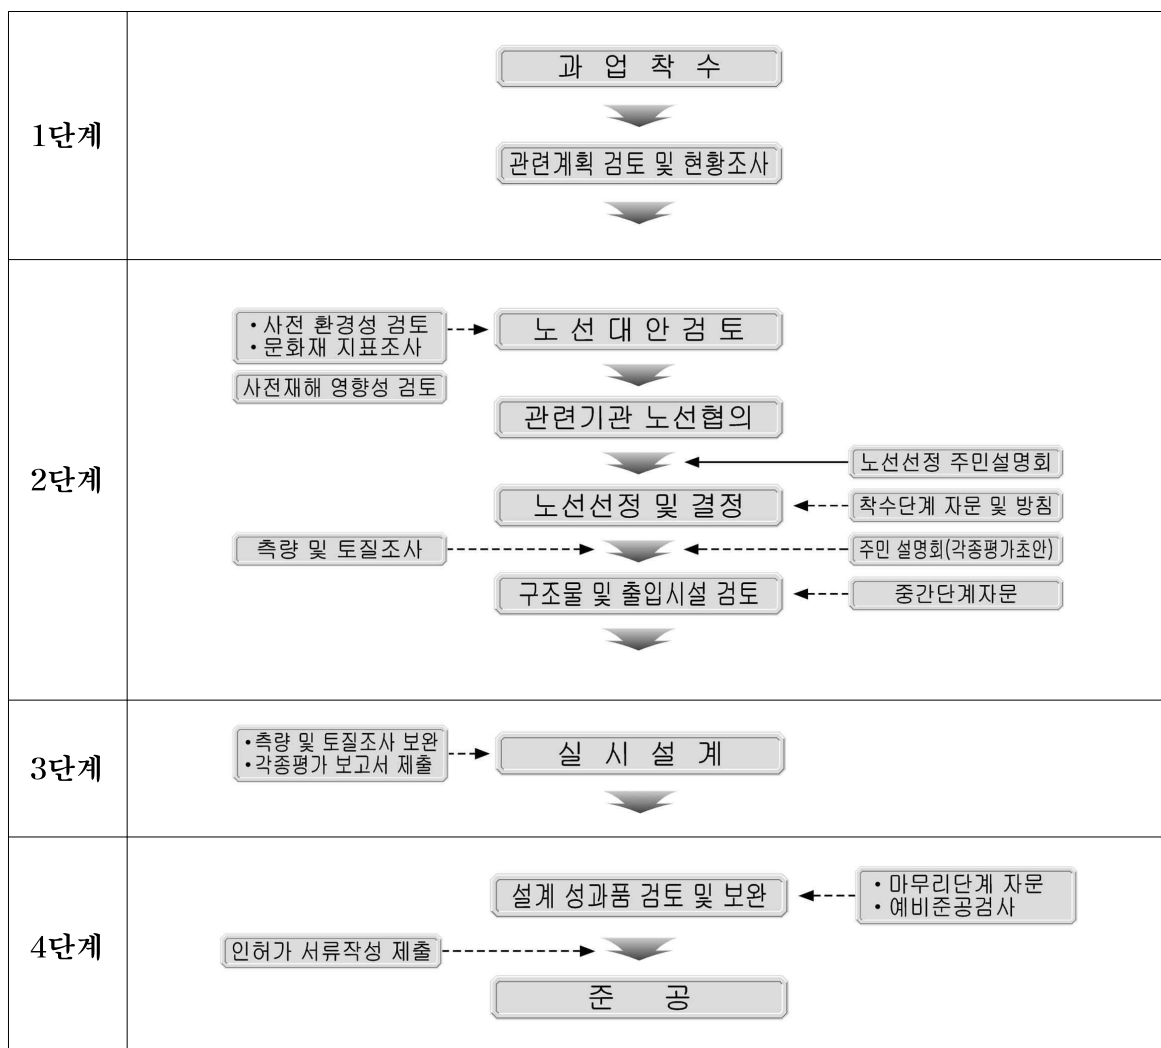 1단계
과 업 착 수
관련계획 검토 및 현황조사
2단계
• 사전 환경성 검토
• 문화재 지표조사
사전재해 영향성 검토
노 선 대 안 검 토
관련기관 노선협의
노선선정 주민설명회
노선선정 및 결정
착수단계 자문 및 방침
측량 및 토질조사
주민 설명회(각종평가초안)
구조물 및 출입시설 검토
중간단계자문
3단계
•측량 및 토질조사 보완
•각종평가 보고서 제출
실 시 설 계
4단계
설계 성과품 검토 및 보완
• 마무리단계 자문
• 예비준공검사
인허가 서류작성 제출
준 공